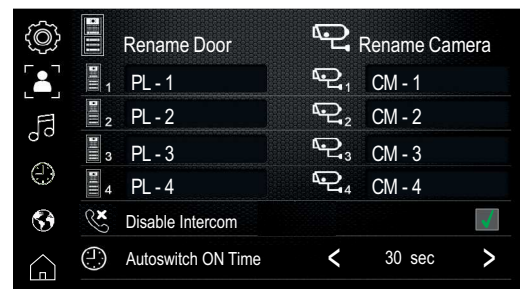 Rename Door Rename Camera
1 PL - 1 1 CM - 1
2 PL - 2 2 CM - 2
3 PL - 3 3 CM - 3
4 PL - 4 4 CM - 4
Disable Intercom
Autoswitch ON Time < 30 sec >